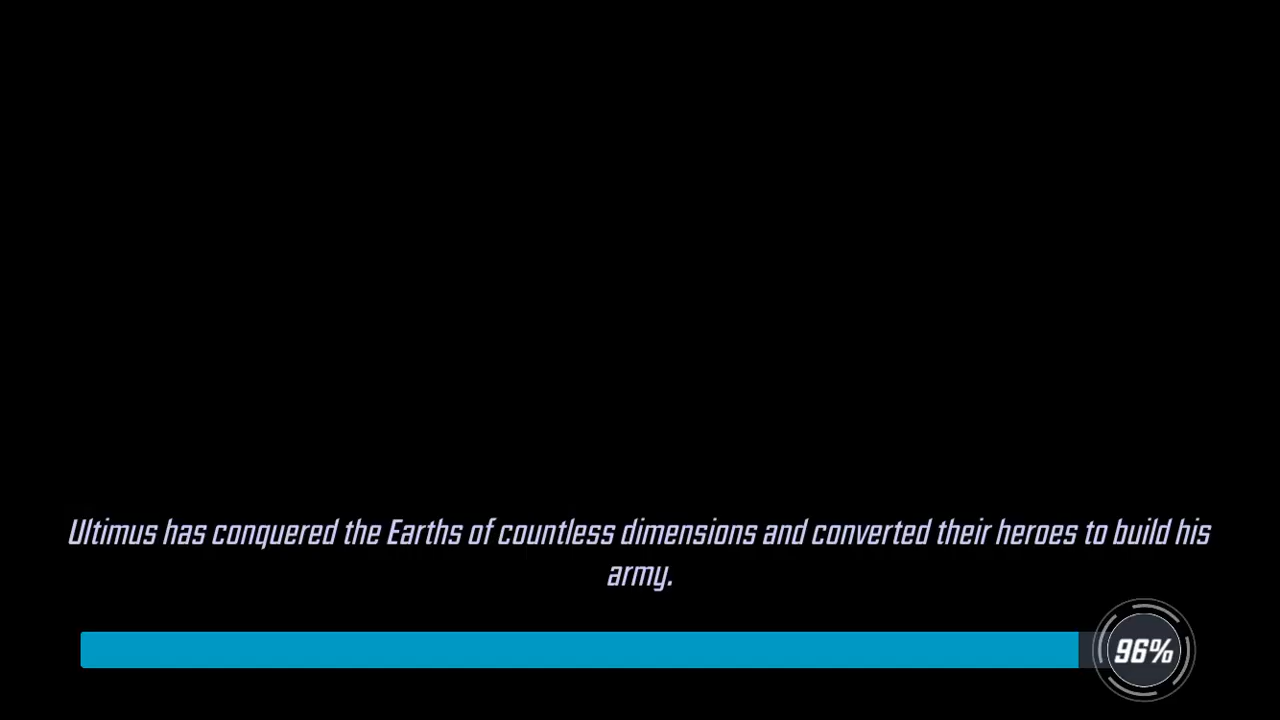 Ultimus has conquered the Earths of countless dimensions and converted their heroes to build his
army.
96%